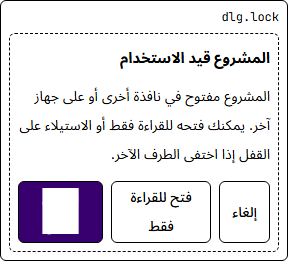 dlg.lock
المشروع قيد الاستخدام
المشروع مفتوح في نافذة أخرى أو على جهاز
آخر. يمكنك فتحه للقراءة فقط أو الاستيلاء على
القفل إذا اختفى الطرف الآخر.
إلغاء
فتح للقراءة
فقط